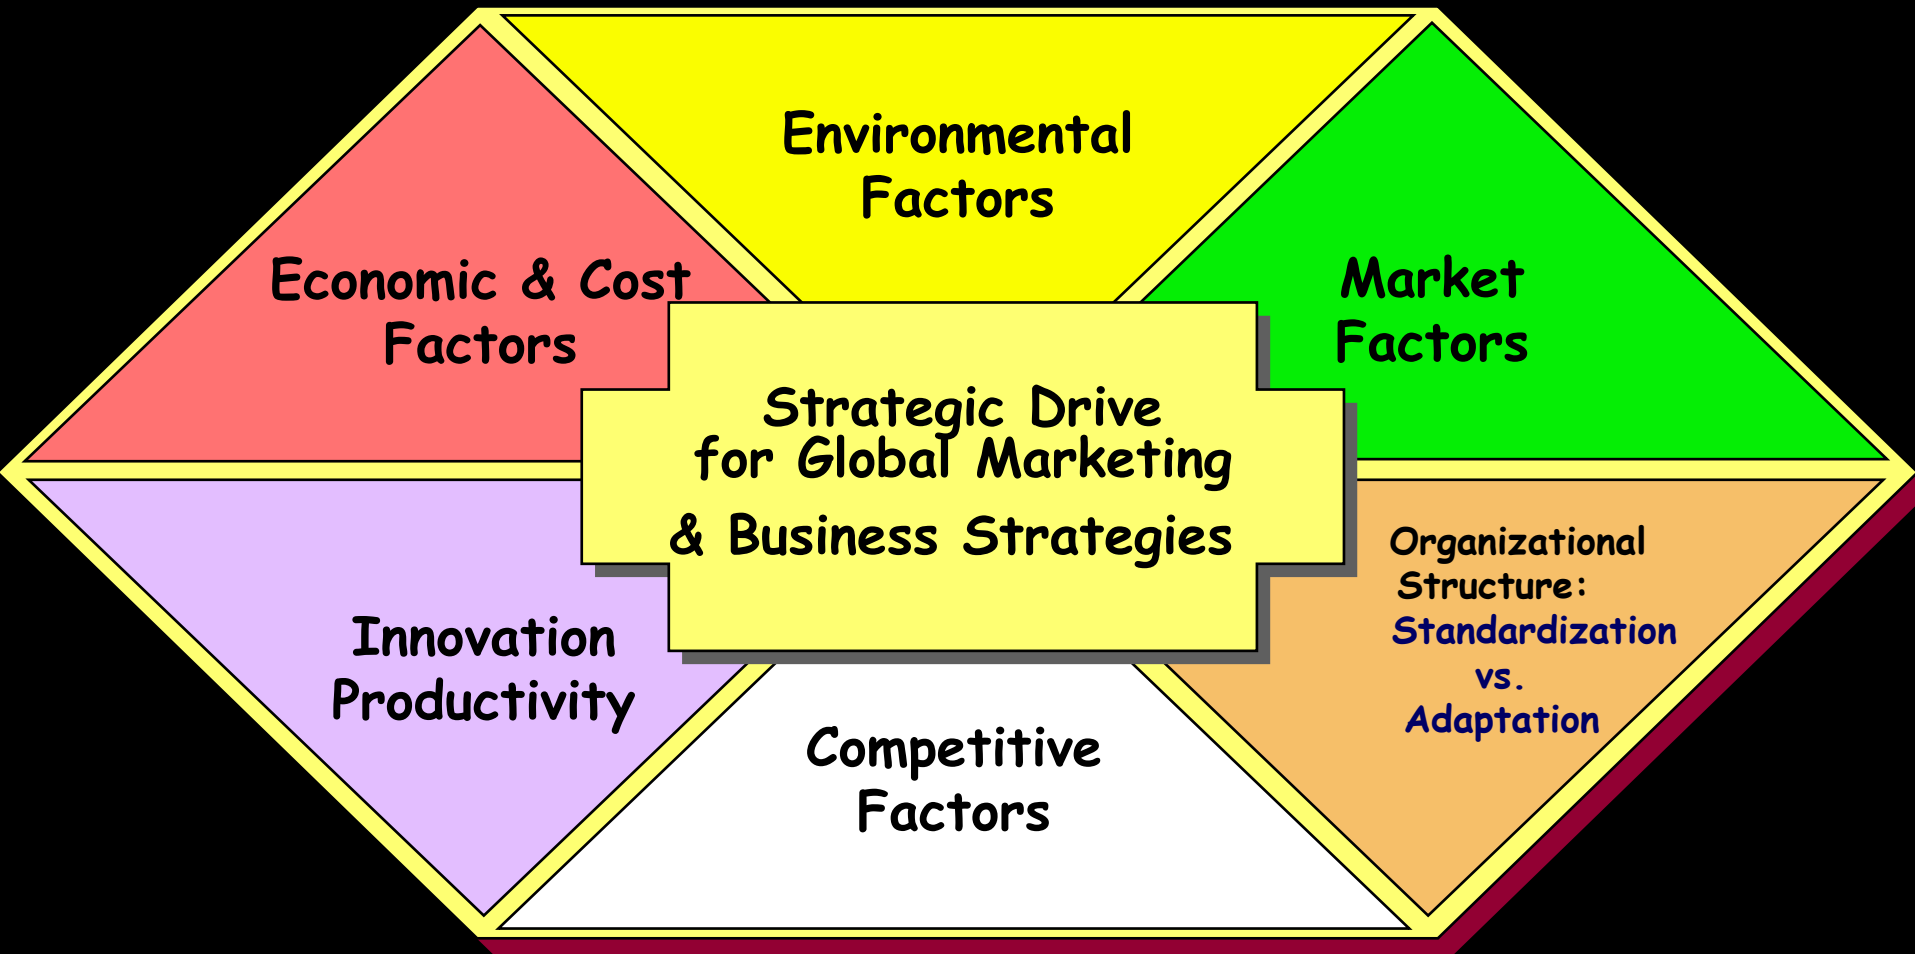 Environmental
Factors
Economic & Cost
Factors
Market
Factors
Strategic Drive
for Global Marketing
& Business Strategies
Innovation
Productivity
Organizational
Structure:
Standardization
vs.
Adaptation
Competitive
Factors